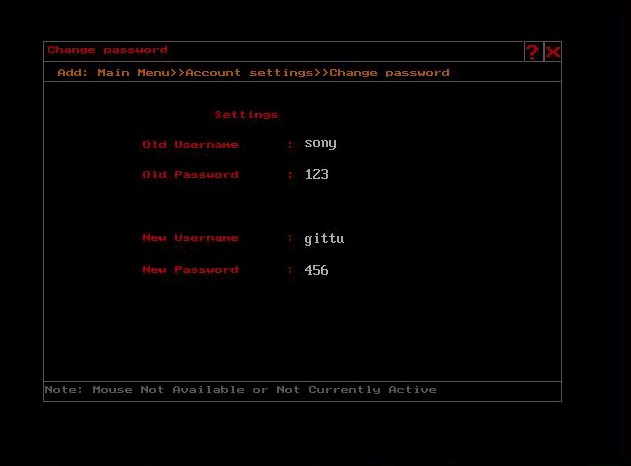 Change password ? X
Add: Main Menu>>Account settings>>Change password
Settings
Old Username : sony
Old Password : 123
New Username : gittu
New Password : 456
Note: Mouse Not Available or Not Currently Active